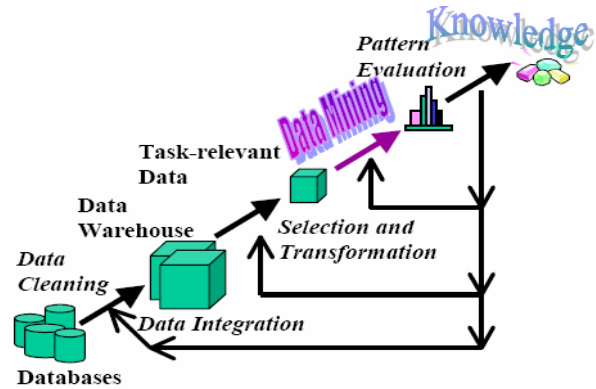 Knowledge
Pattern
Evaluation
Data Mining
Task-relevant
Data
Data
Warehouse
Selection and
Transformation
Data
Cleaning
Data Integration
Databases